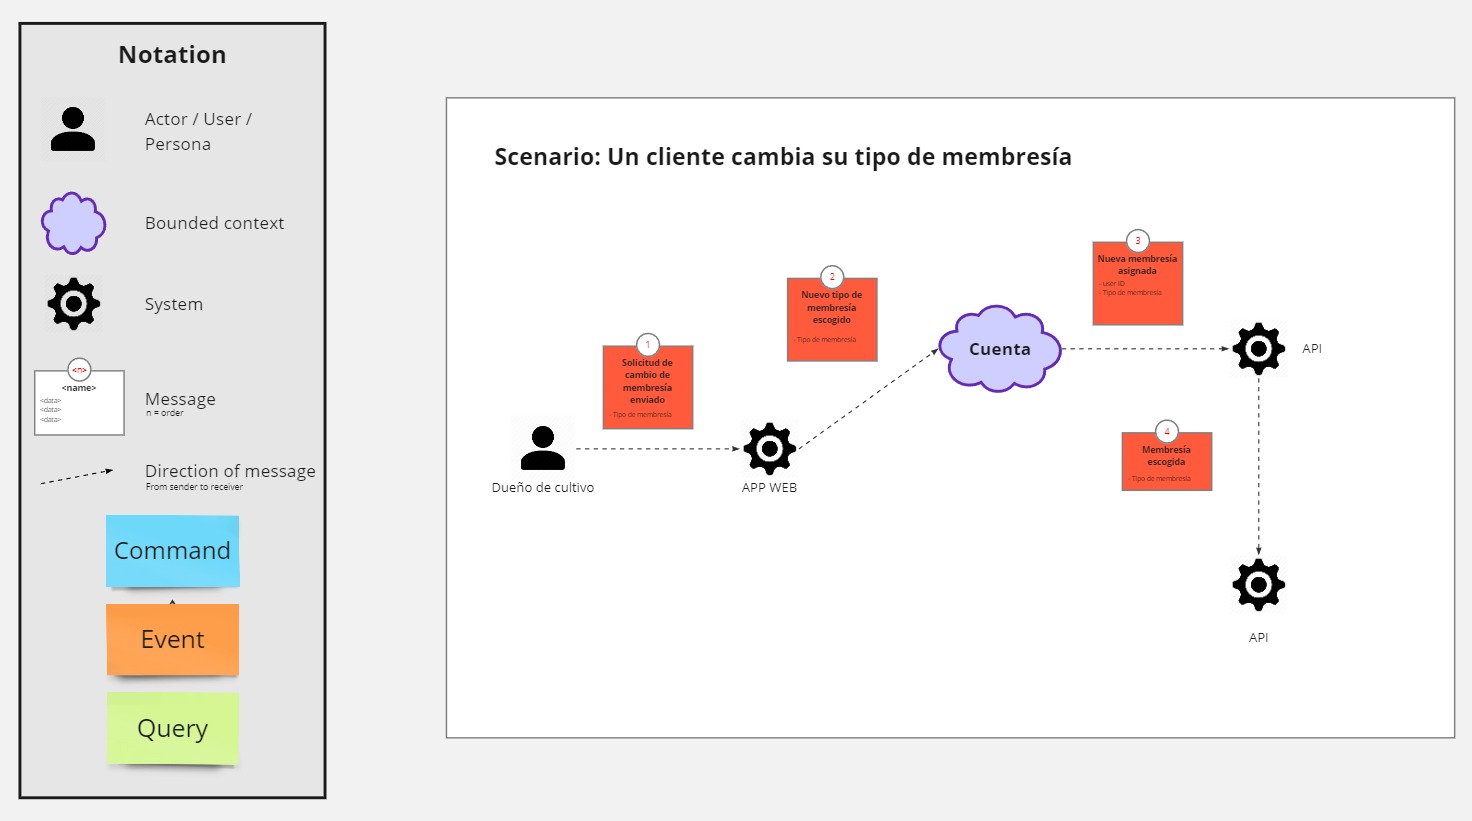 Notation
Actor / User /
Persona
Bounded context
System
<n>
<name>
<data>
<data>
<data>
Message
n = order
Direction of message
From sender to receiver
Command
Event
Query
Scenario: Un cliente cambia su tipo de membresía
1
Solicitud de
cambio de
membresía
enviado
- Tipo de membresía
Dueño de cultivo
APP WEB
2
Nuevo tipo de
membresía
escogido
- Tipo de membresía
Cuenta
3
Nueva membresía
asignada
- user ID
- Tipo de membresía
API
4
Membresía
escogida
- Tipo de membresía
API